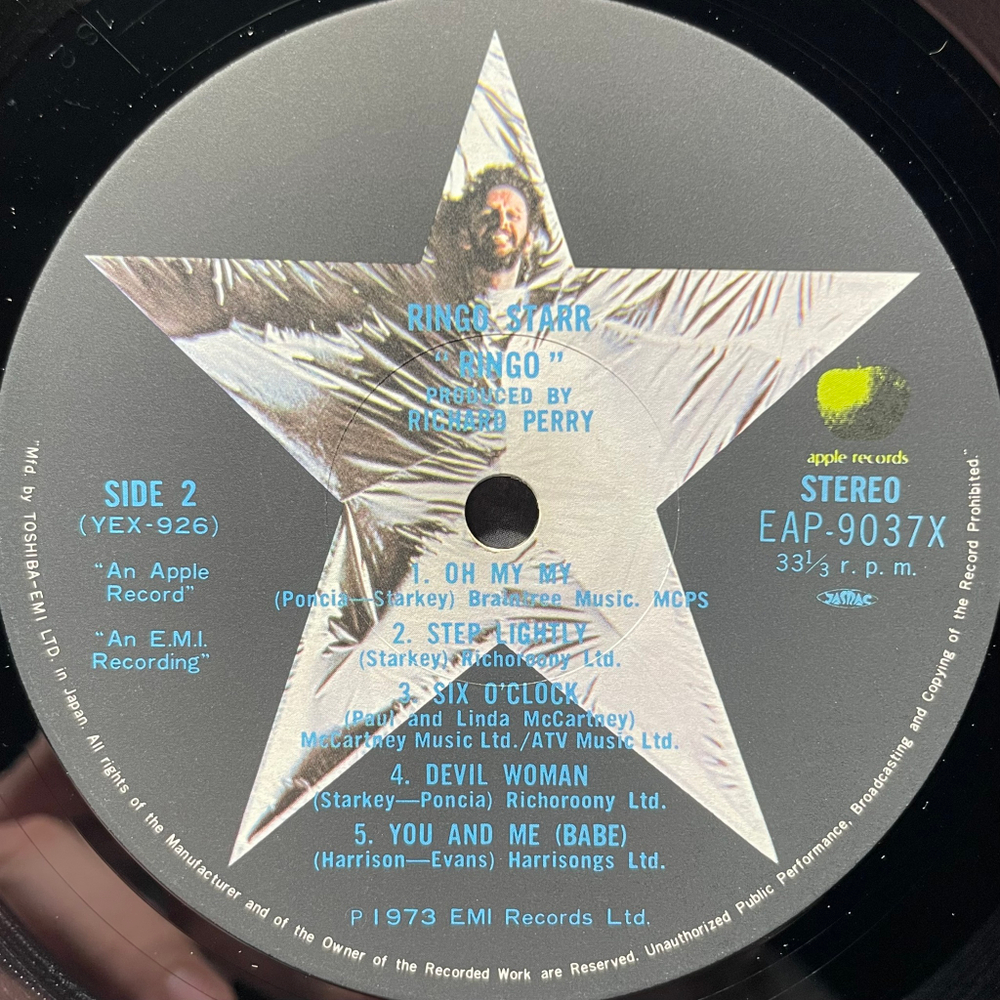 RINGO STARR
"RINGO"
PRODUCED BY
RICHARD PERRY
apple records
SIDE 2
(YEX-926)
"An Apple
Record"
"An E.M.I.
Recording"
STEREO
EAP-9037X
33⅓ r. p. m.
JASRAC
1. OH MY MY
(Poncia—Starkey) Braintree Music. MCPS
2. STEP LIGHTLY
(Starkey) Richoroony Ltd.
3. SIX O'CLOCK
(Paul and Linda McCartney)
McCartney Music Ltd./ATV Music Ltd.
4. DEVIL WOMAN
(Starkey—Poncia) Richoroony Ltd.
5. YOU AND ME (BABE)
(Harrison—Evans) Harrisongs Ltd.
P 1973 EMI Records Ltd.
"Mfd. by TOSHIBA-EMI LTD. in Japan. All rights of the Manufacturer and of the Owner of the Recorded Work are Reserved. Unauthorized Public Performance, Broadcasting and Copying of the Record Prohibited."